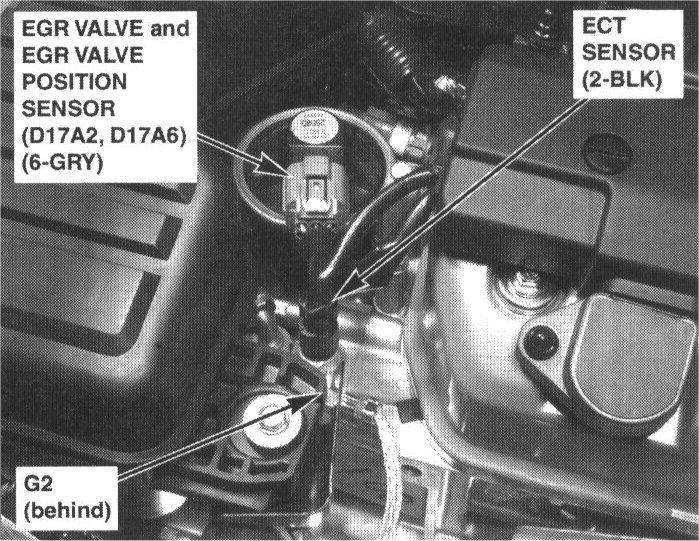 EGR VALVE and
EGR VALVE
POSITION
SENSOR
(D17A2, D17A6)
(6-GRY)
ECT
SENSOR
(2-BLK)
G2
(behind)